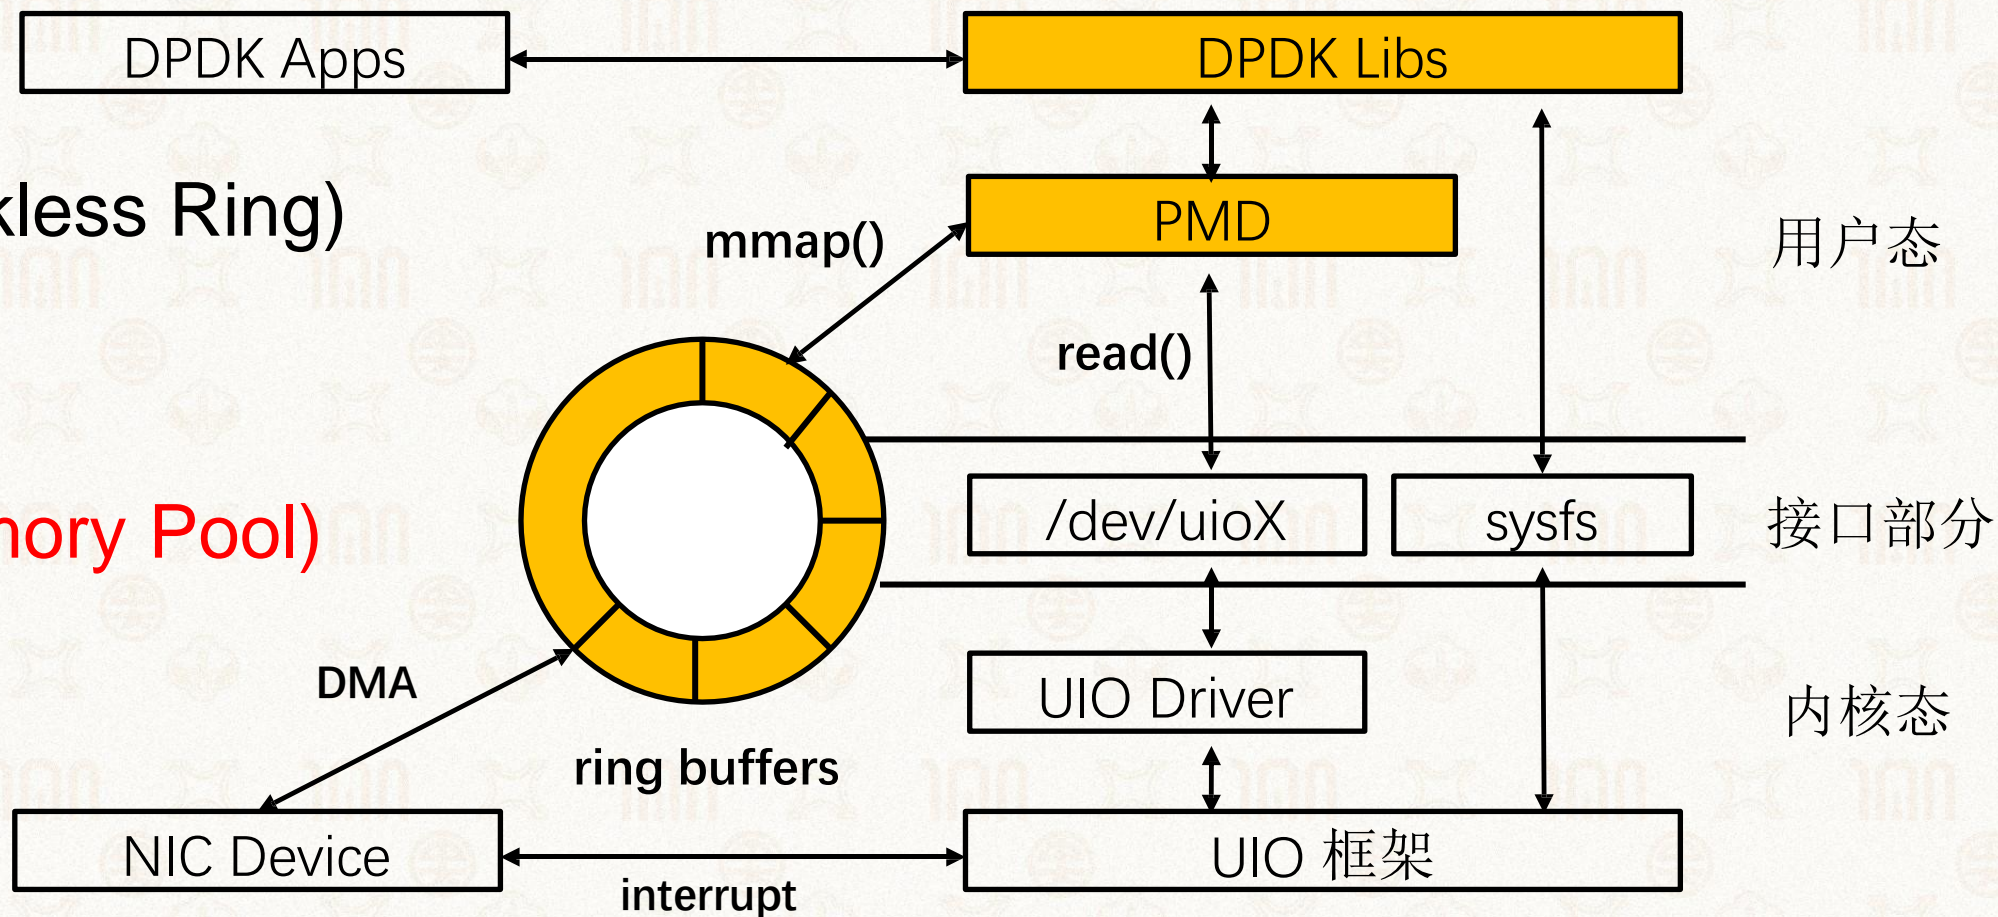 DPDK Apps
DPDK Libs
kless Ring)
PMD
mmap()
用户态
read()
/dev/uioX
sysfs
接口部分
nory Pool)
DMA
UIO Driver
内核态
ring buffers
NIC Device
UIO 框架
interrupt